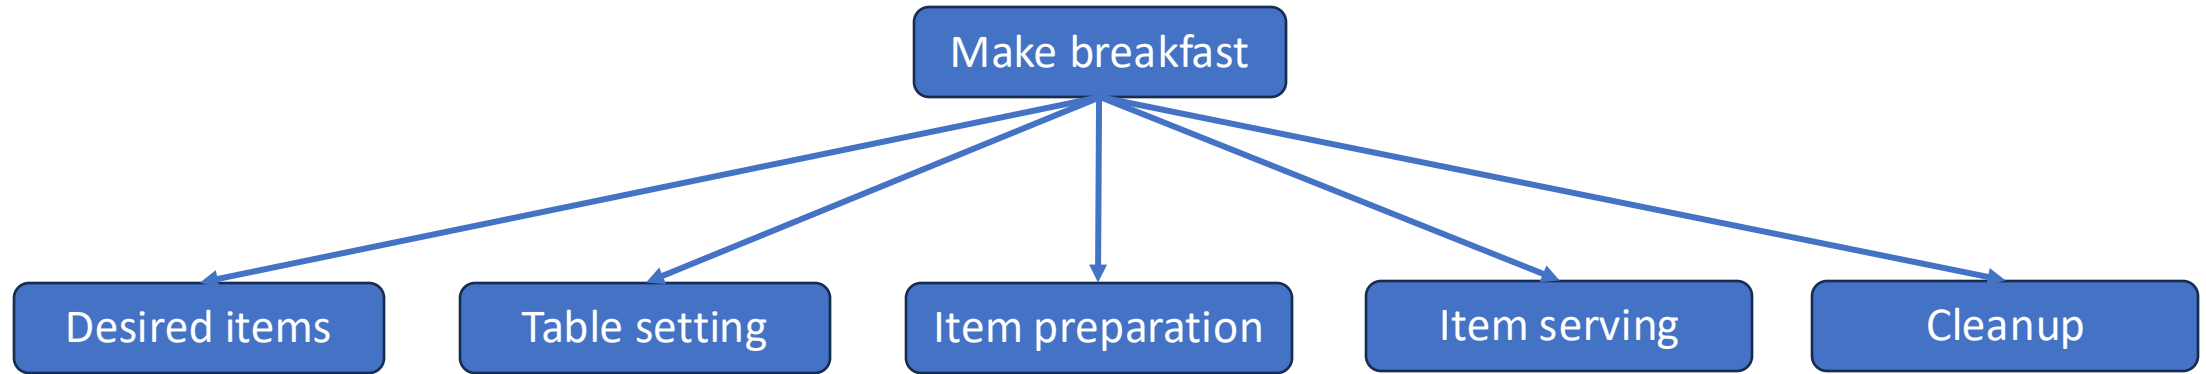 Make breakfast
Desired items
Table setting
Item preparation
Item serving
Cleanup